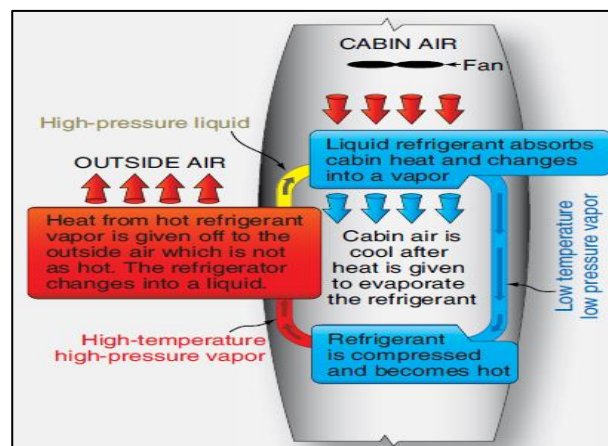 CABIN AIR
Fan
High-pressure liquid
OUTSIDE AIR
Liquid refrigerant absorbs
cabin heat and changes
into a vapor
Heat from hot refrigerant
vapor is given off to the
outside air which is not
as hot. The refrigerator
changes into a liquid.
Cabin air is
cool after
heat is given
to evaporate
the refrigerant
Low temperature
low pressure vapor
High-temperature
high-pressure vapor
Refrigerant
is compressed
and becomes hot